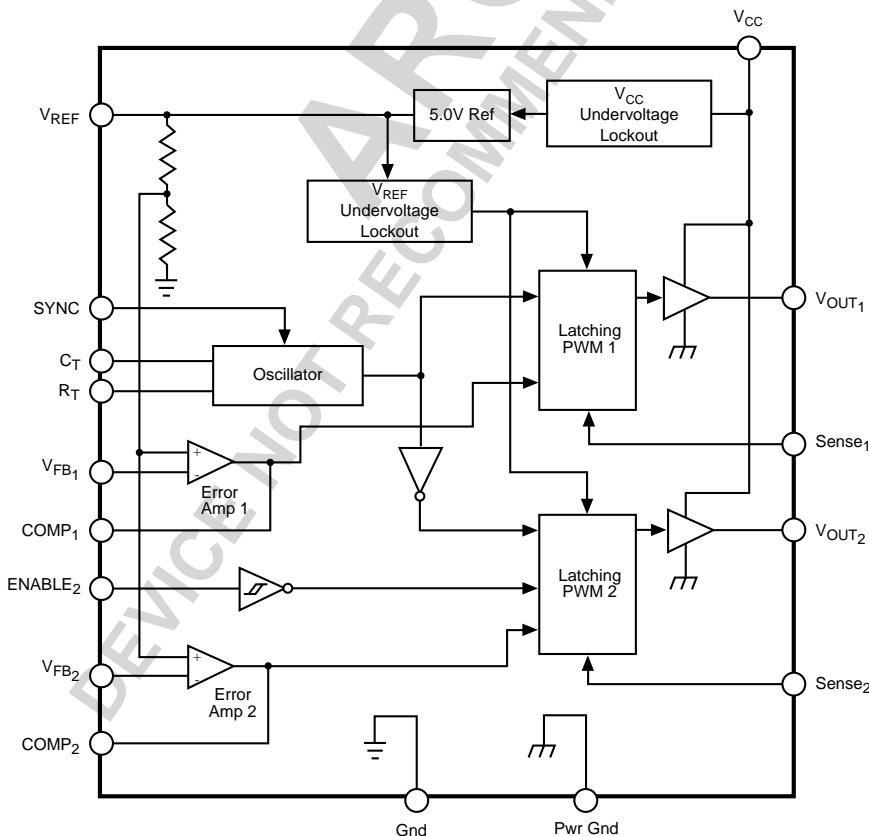 VCC
VREF
5.0V Ref
VCC
Undervoltage
Lockout
VREF
Undervoltage
Lockout
SYNC
CT
RT
Oscillator
Latching
PWM 1
VOUT1
Sense1
VFB1
+
-
Error
Amp 1
COMP1
ENABLE2
Latching
PWM 2
VOUT2
VFB2
+
-
Error
Amp 2
Sense2
COMP2
Gnd
Pwr Gnd
DEVICE NOT RECOMMEN